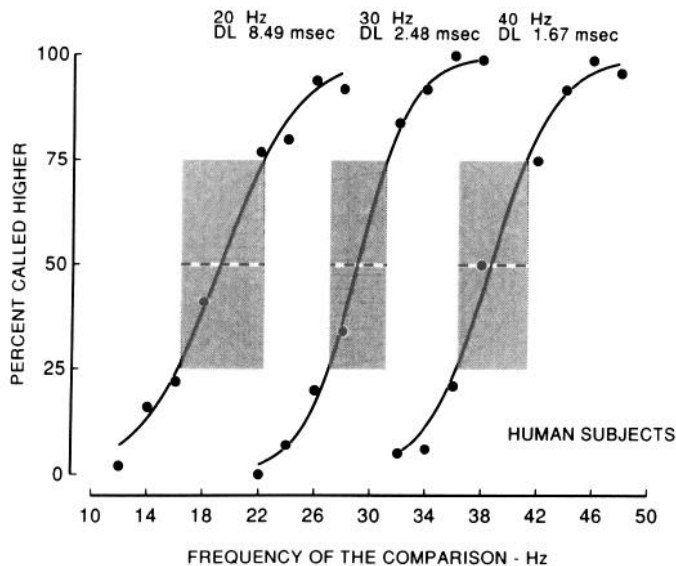 20 Hz 30 Hz 40 Hz
DL 8.49 msec DL 2.48 msec DL 1.67 msec
100
75
50
25
0
PERCENT CALLED HIGHER
HUMAN SUBJECTS
10 14 18 22 26 30 34 38 42 46 50
FREQUENCY OF THE COMPARISON - Hz